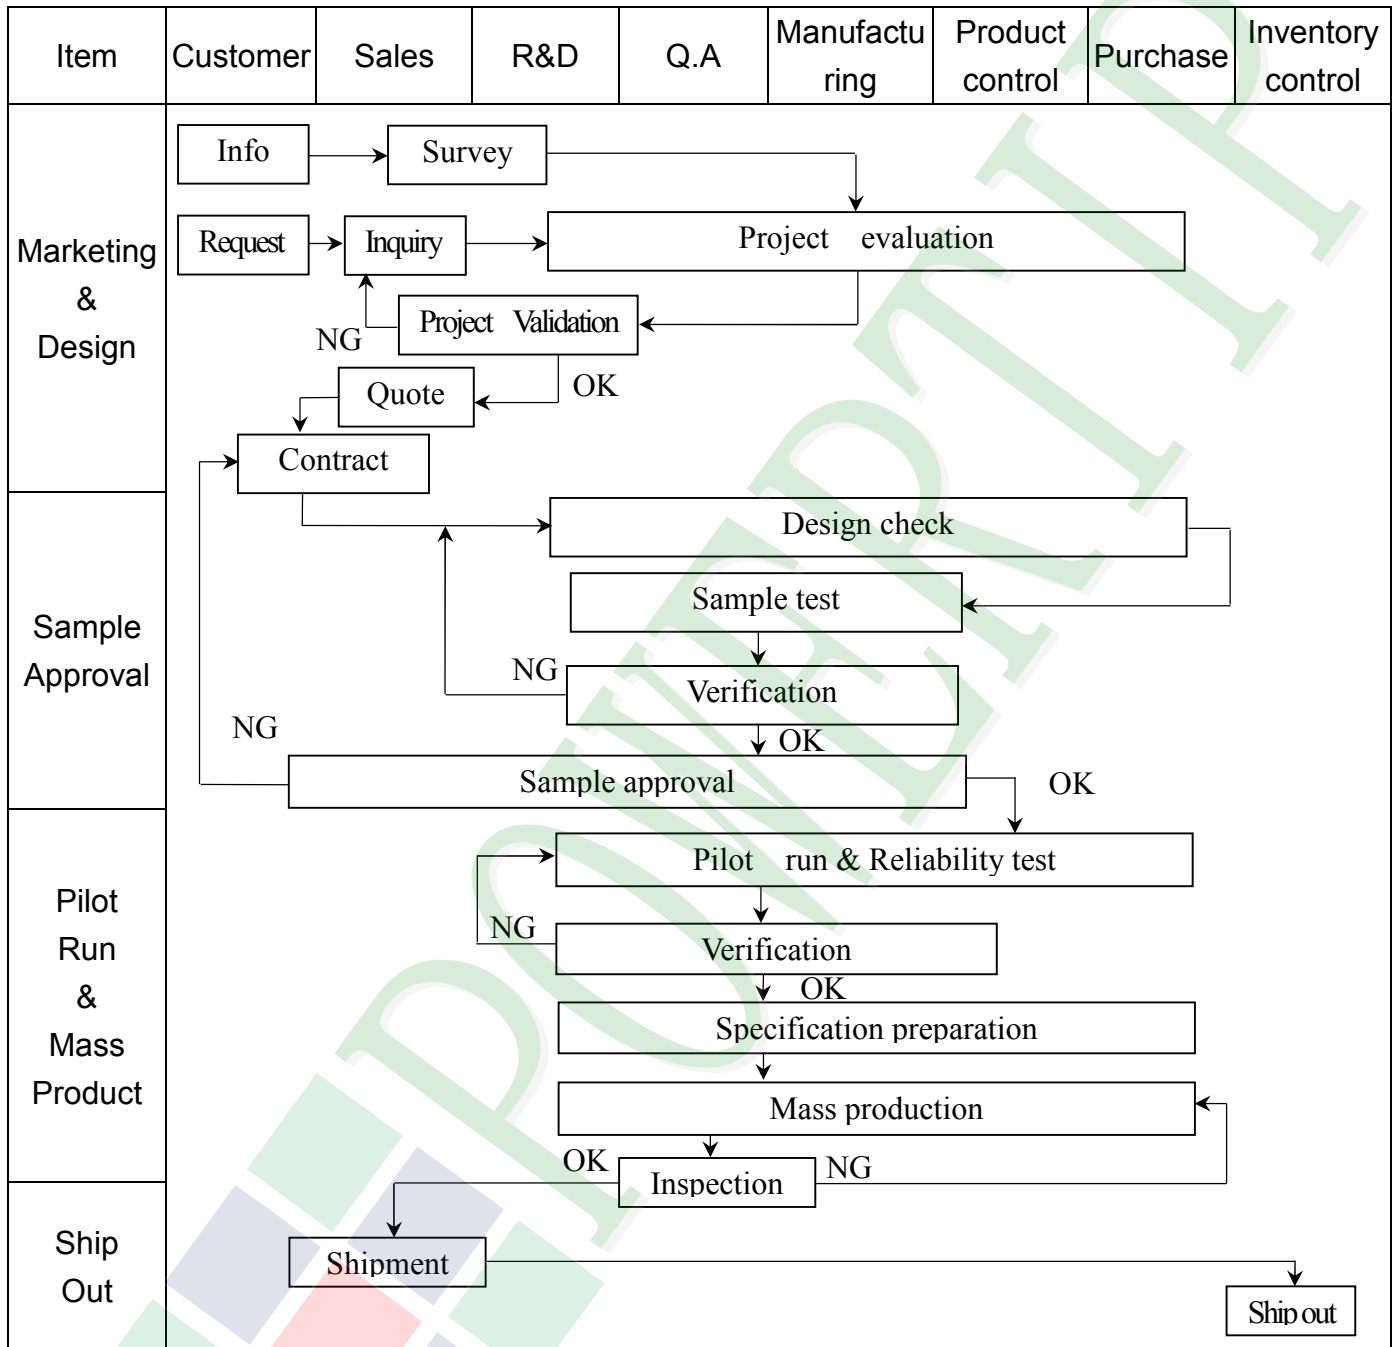 Item
Customer
Sales
R&D
Q.A
Manufactu
ring
Product
control
Purchase
Inventory
control
Marketing
&
Design
Info
Survey
Request
Inquiry
Project evaluation
NG
Project Validation
Quote
OK
Contract
Sample
Approval
Design check
Sample test
NG
Verification
NG
OK
Sample approval
OK
Pilot
Run
&
Mass
Product
Pilot run & Reliability test
NG
Verification
OK
Specification preparation
Mass production
OK
Inspection
NG
Ship
Out
Shipment
Ship out
POWERTIP